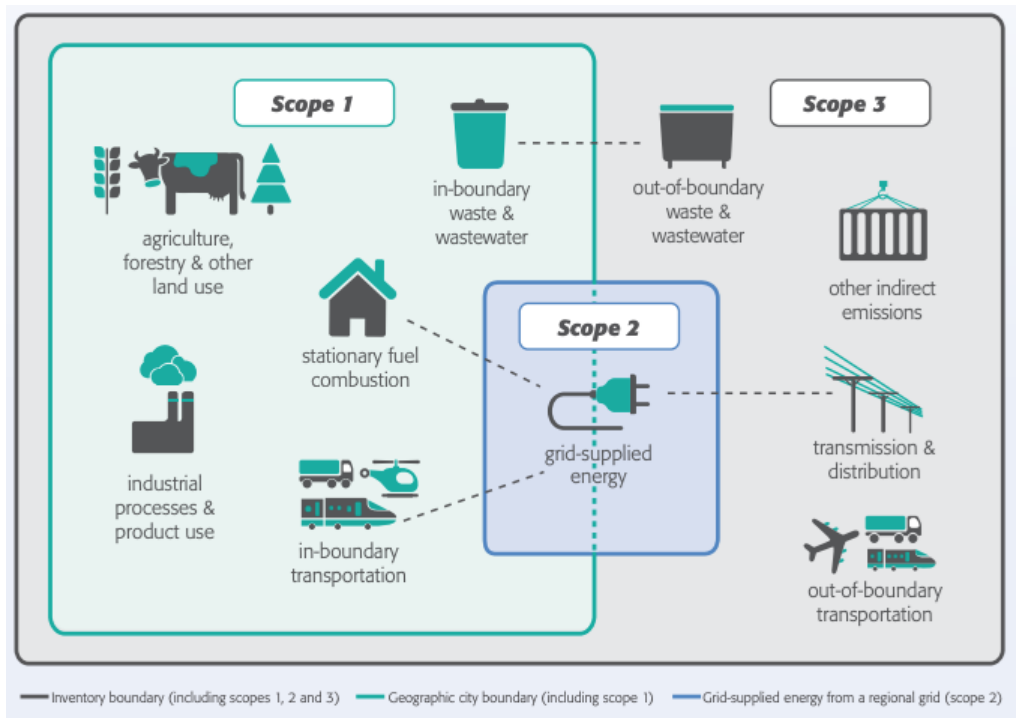 Scope 1
Scope 3
in-boundary
waste &
wastewater
out-of-boundary
waste &
wastewater
agriculture,
forestry & other
land use
other indirect
emissions
Scope 2
stationary fuel
combustion
grid-supplied
energy
transmission &
distribution
industrial
processes &
product use
in-boundary
transportation
out-of-boundary
transportation
Inventory boundary (including scopes 1, 2 and 3)
Geographic city boundary (including scope 1)
Grid-supplied energy from a regional grid (scope 2)